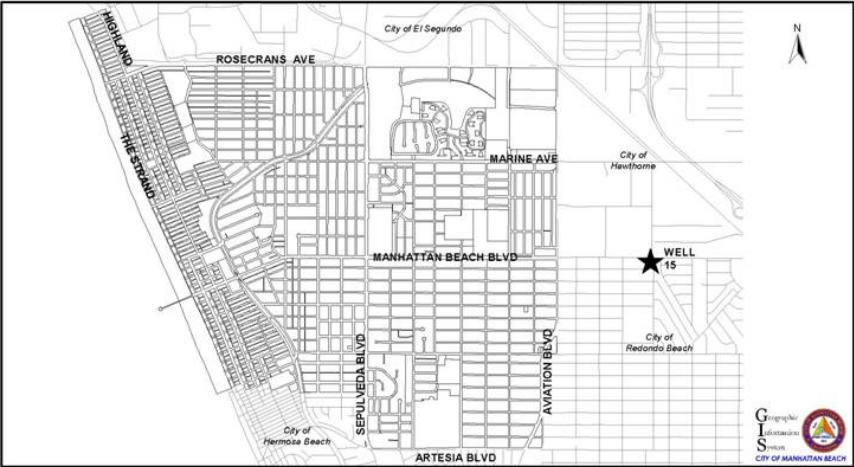 HIGHLAND
City of El Segundo
N
ROSECRANS AVE
THE STRAND
MARINE AVE
City of
Hawthorne
MANHATTAN BEACH BLVD
WELL
15
SEPULVEDA BLVD
AVIATION BLVD
City of
Redondo Beach
City of
Hermosa Beach
ARTESIA BLVD
Geographic
Information
System
CITY OF MANHATTAN BEACH